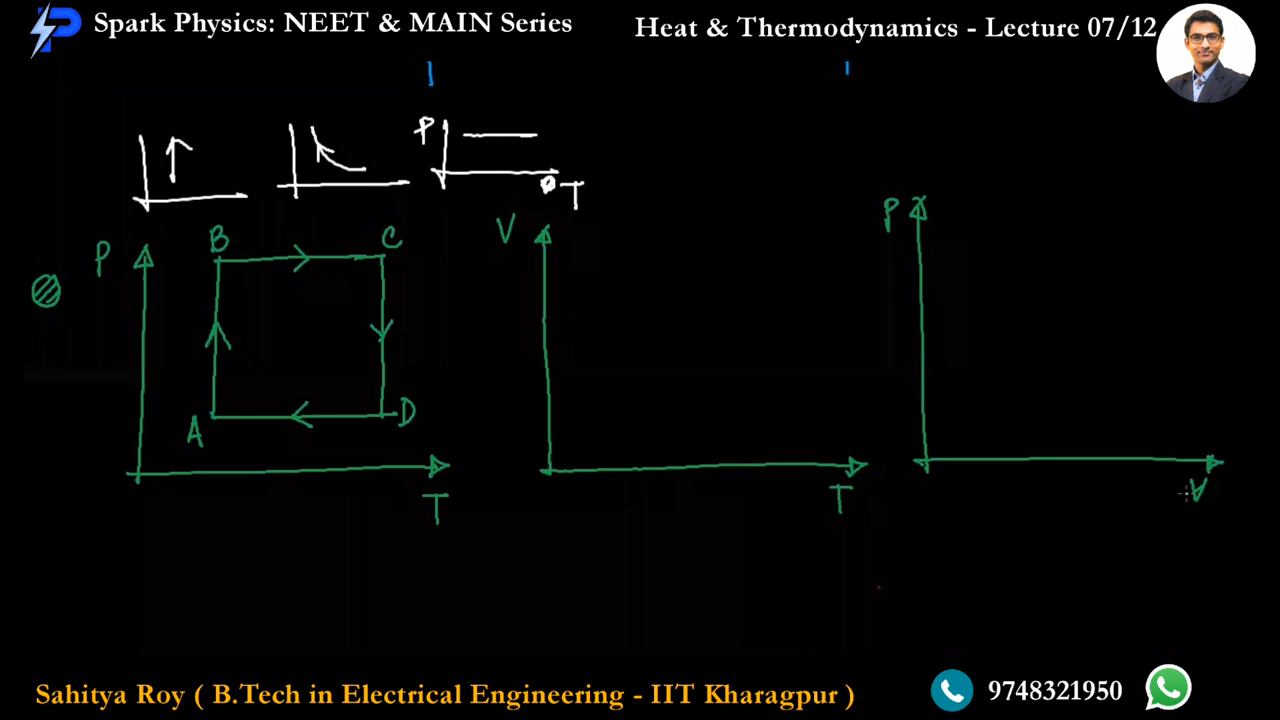 Spark Physics: NEET & MAIN Series
Heat & Thermodynamics - Lecture 07/12
P
T
P
B
C
A
D
T
V
T
P
V
Sahitya Roy ( B.Tech in Electrical Engineering - IIT Kharagpur )
9748321950